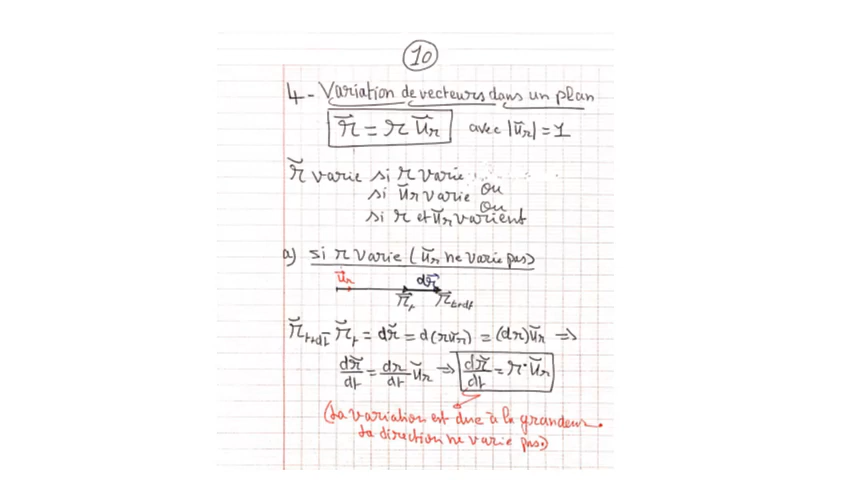 10
4- Variation de vecteurs dans un plan
r⃗ = r u⃗r avec |u⃗r| = 1
r⃗ varie si r varie
ou
si u⃗r varie
ou
si r et u⃗r varient
a) si r varie (u⃗r ne varie pas)
u⃗r dr⃗
r⃗t r⃗t+dt
r⃗t+dt - r⃗t = dr⃗ = d(r u⃗r) = (dr) u⃗r ⇒
dr⃗/dt = dr/dt u⃗r ⇒ dr⃗/dt = r• u⃗r
(La variation est due à la grandeur.
La direction ne varie pas.)